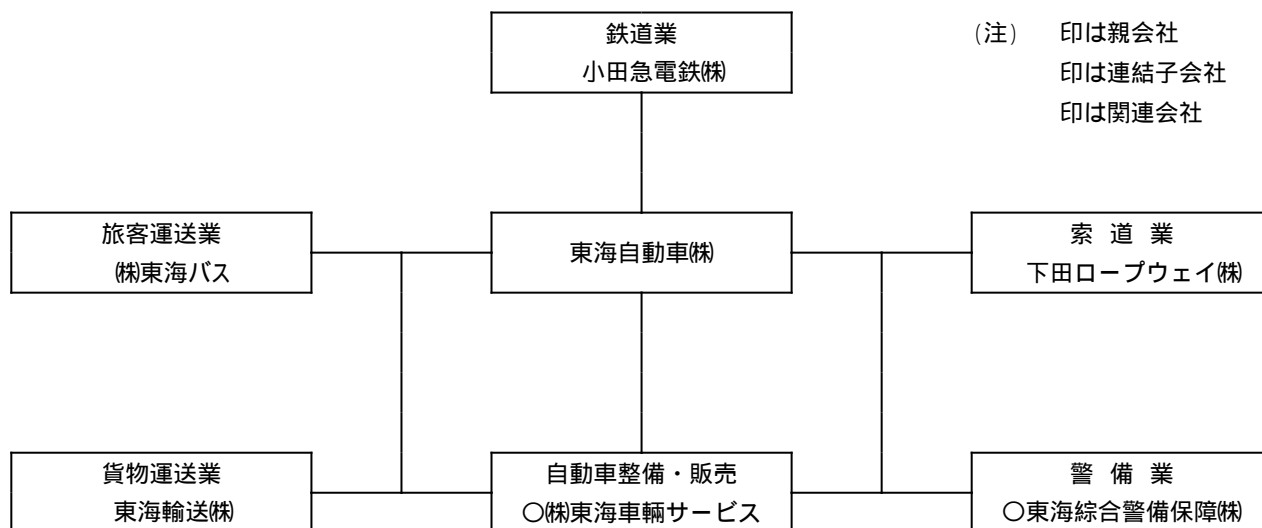 鉄道業
小田急電鉄㈱
(注) 印は親会社
印は連結子会社
印は関連会社
旅客運送業
㈱東海バス
東海自動車㈱
索 道 業
下田ロープウェイ㈱
貨物運送業
東海輸送㈱
自動車整備・販売
○㈱東海車輌サービス
警 備 業
○東海綜合警備保障㈱